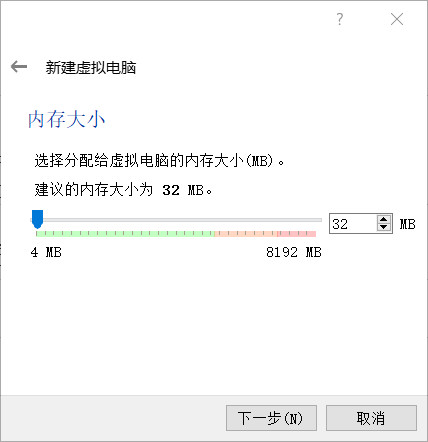 ?
新建虚拟电脑
内存大小
选择分配给虚拟电脑的内存大小(MB)。
建议的内存大小为 32 MB。
32 MB
4 MB 8192 MB
下一步(N) 取消